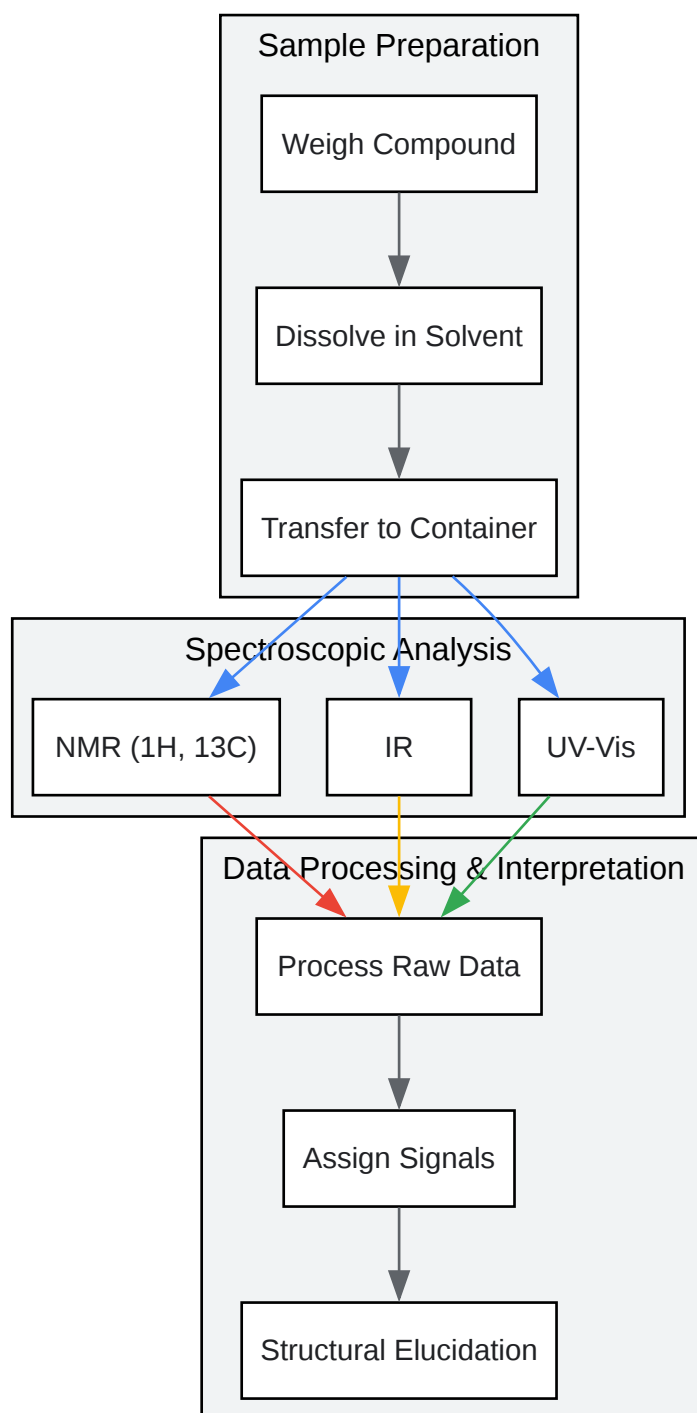 Sample Preparation
Weigh Compound
Dissolve in Solvent
Transfer to Container
Spectroscopic Analysis
NMR (1H, 13C)
IR
UV-Vis
Data Processing & Interpretation
Process Raw Data
Assign Signals
Structural Elucidation